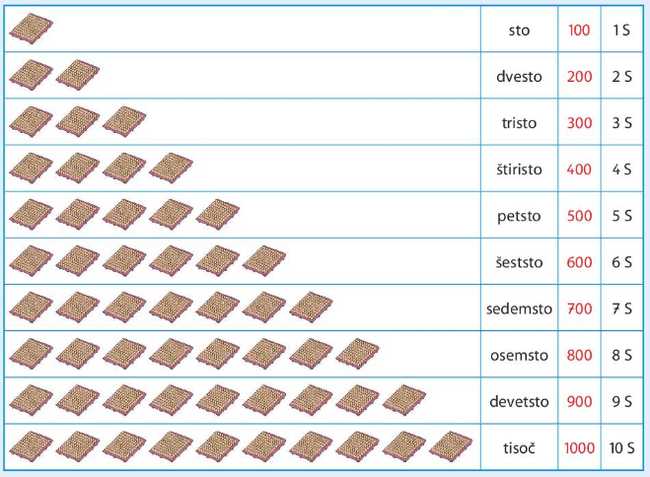 sto 100 1 S
dvesto 200 2 S
tristo 300 3 S
štiristo 400 4 S
petsto 500 5 S
šeststo 600 6 S
sedemsto 700 7 S
osemsto 800 8 S
devetsto 900 9 S
tisoč 1000 10 S